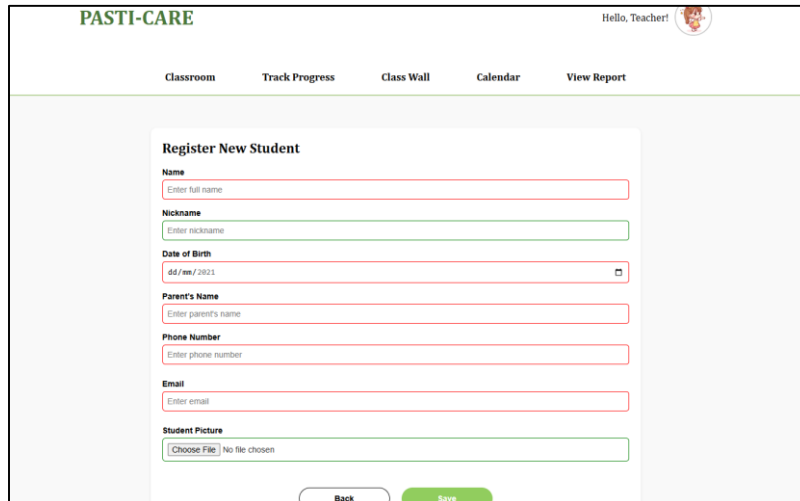 PASTI-CARE
Hello, Teacher!
Classroom Track Progress Class Wall Calendar View Report
Register New Student
Name
Enter full name
Nickname
Enter nickname
Date of Birth
dd/mm/2021
Parent's Name
Enter parent's name
Phone Number
Enter phone number
Email
Enter email
Student Picture
Choose File No file chosen
Back Save